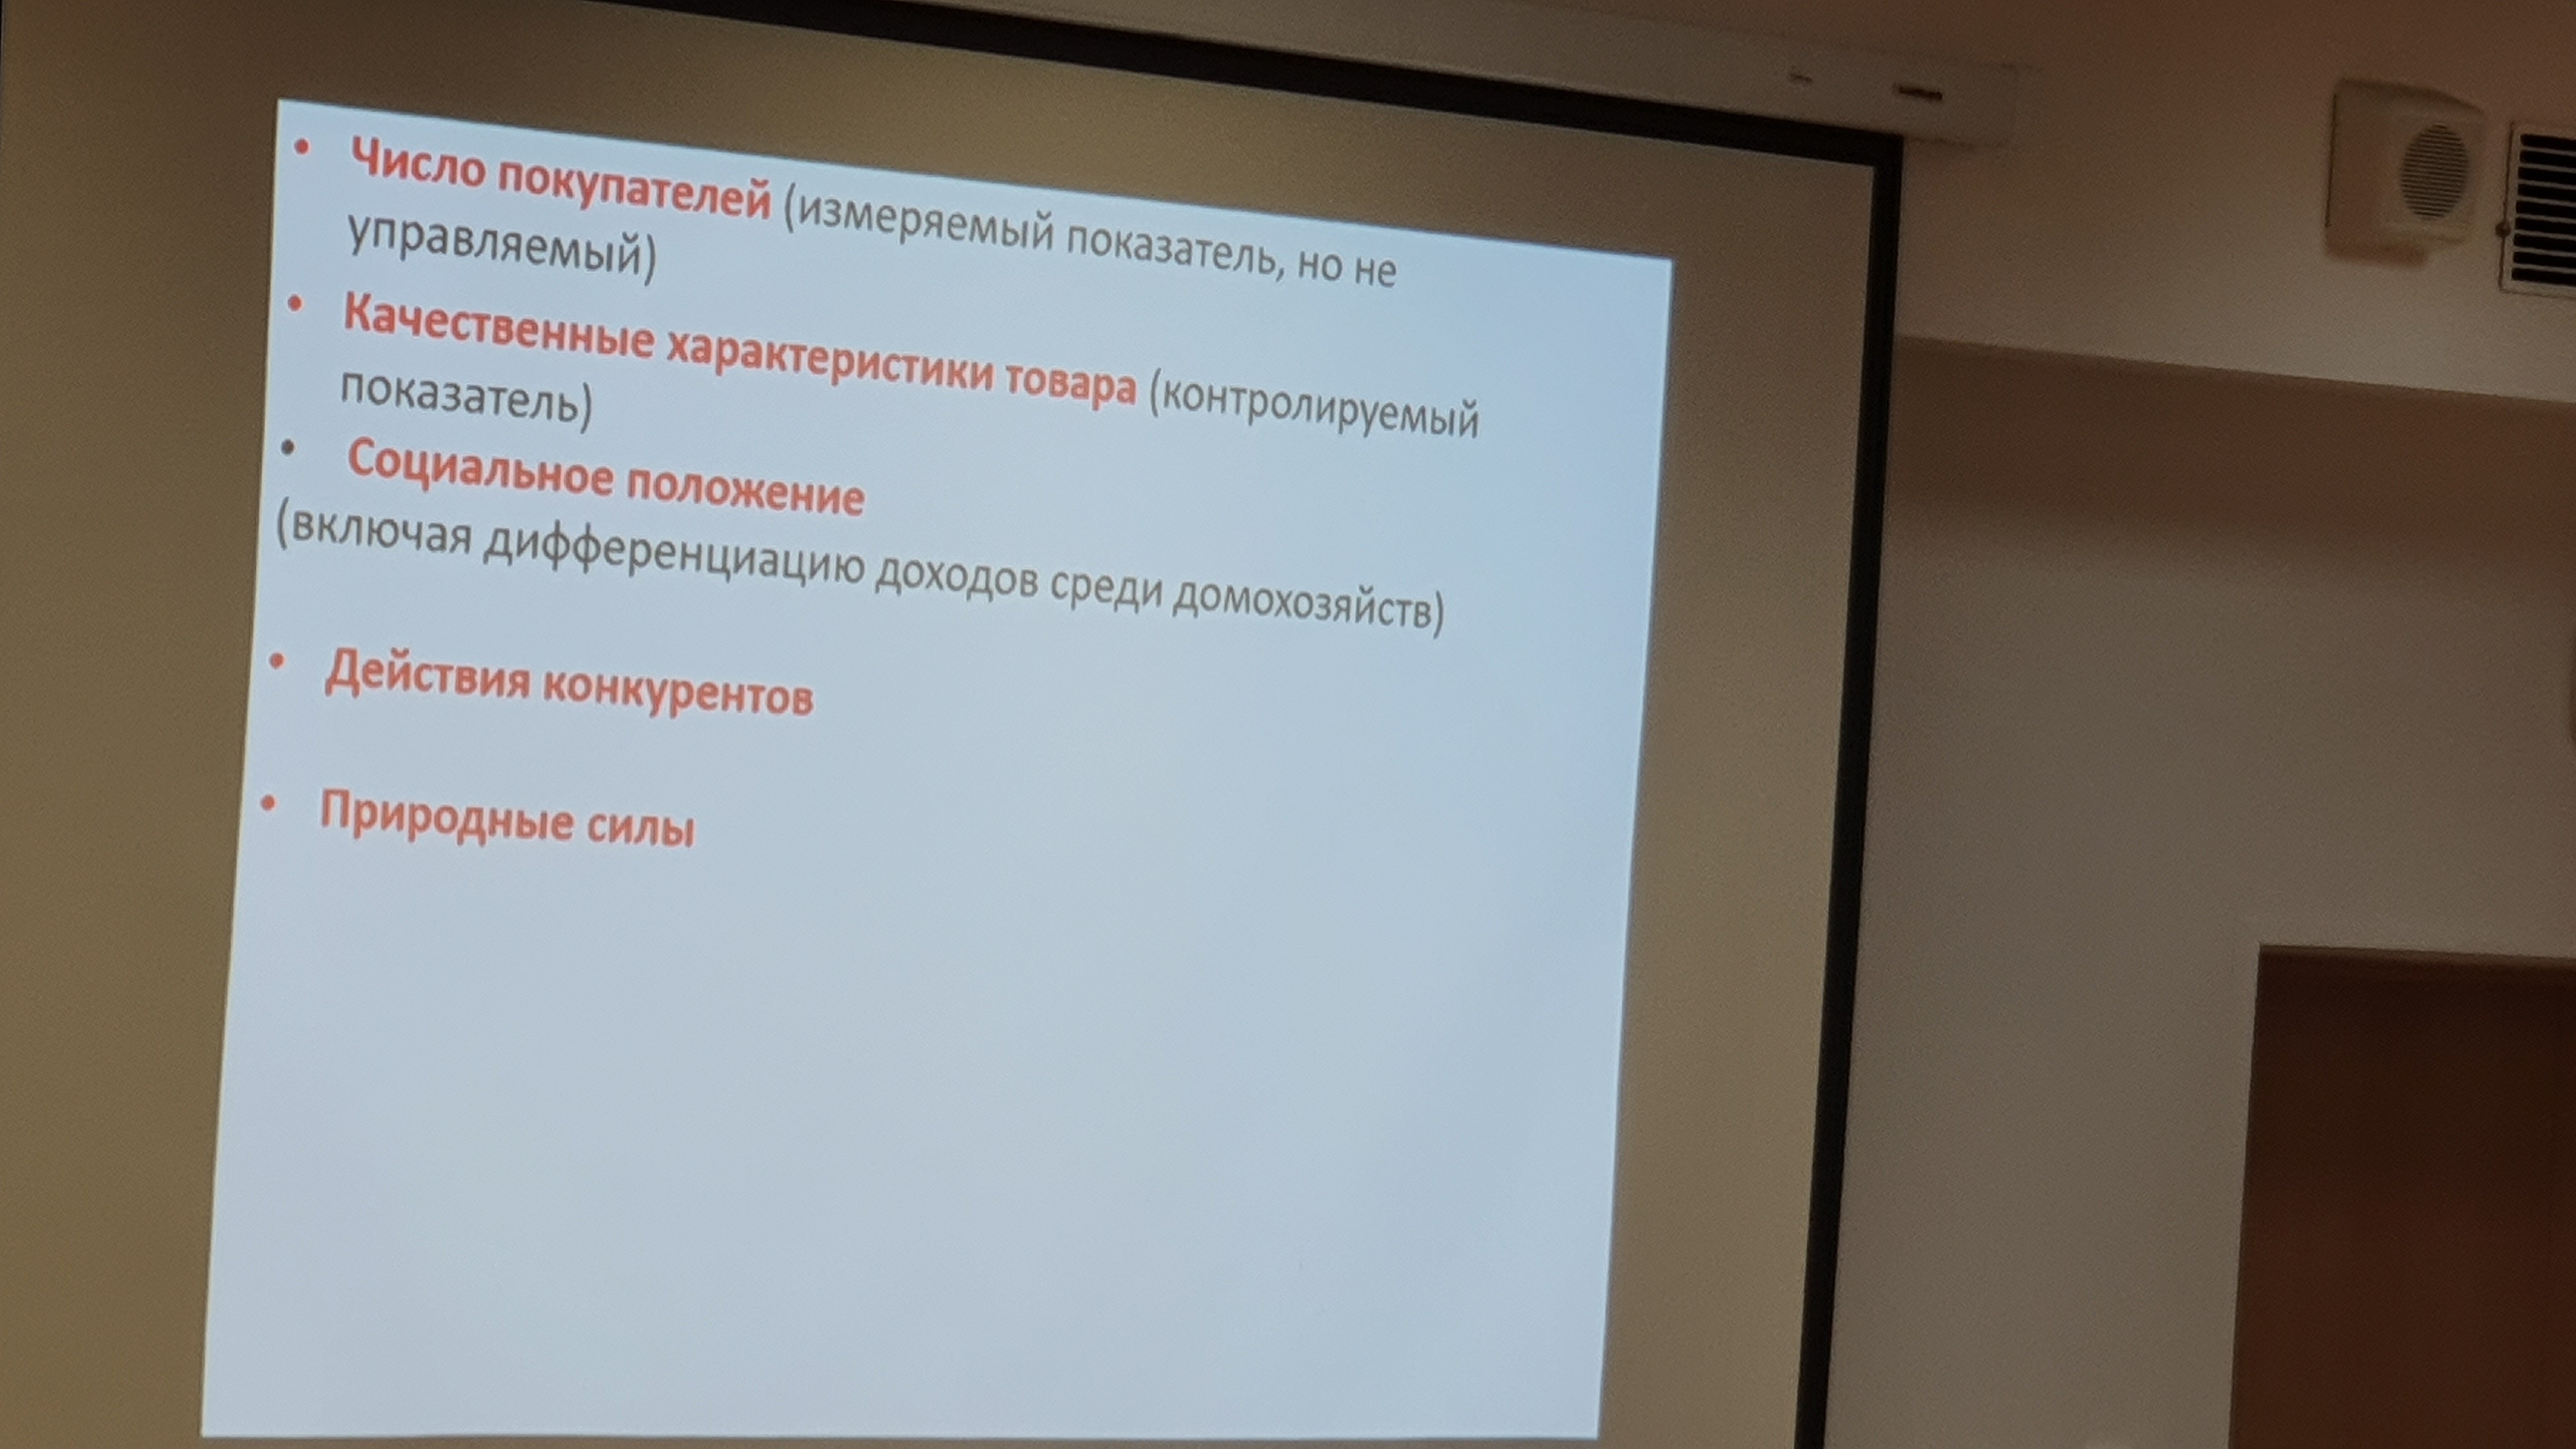 • Число покупателей (измеряемый показатель, но не
управляемый)
• Качественные характеристики товара (контролируемый
показатель)
• Социальное положение
(включая дифференциацию доходов среди домохозяйств)
• Действия конкурентов
• Природные силы